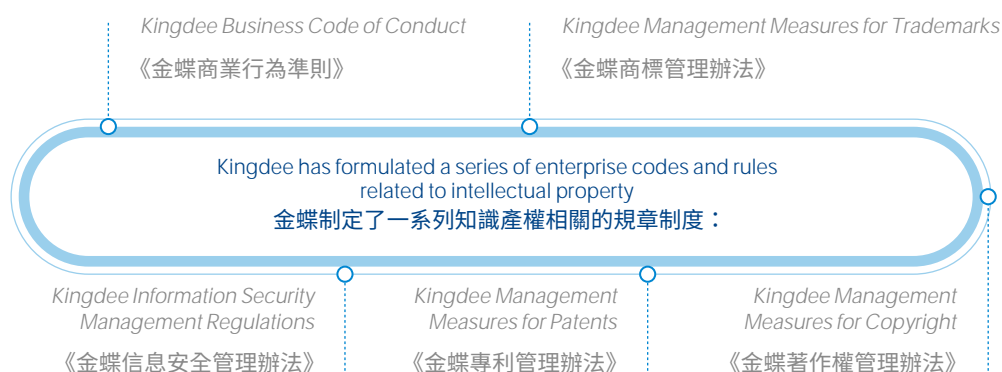 Kingdee Business Code of Conduct
《金蝶商業行為準則》
Kingdee Management Measures for Trademarks
《金蝶商標管理辦法》
Kingdee has formulated a series of enterprise codes and rules
related to intellectual property
金蝶制定了一系列知識產權相關的規章制度：
Kingdee Information Security
Management Regulations
《金蝶信息安全管理辦法》
Kingdee Management
Measures for Patents
《金蝶專利管理辦法》
Kingdee Management
Measures for Copyright
《金蝶著作權管理辦法》